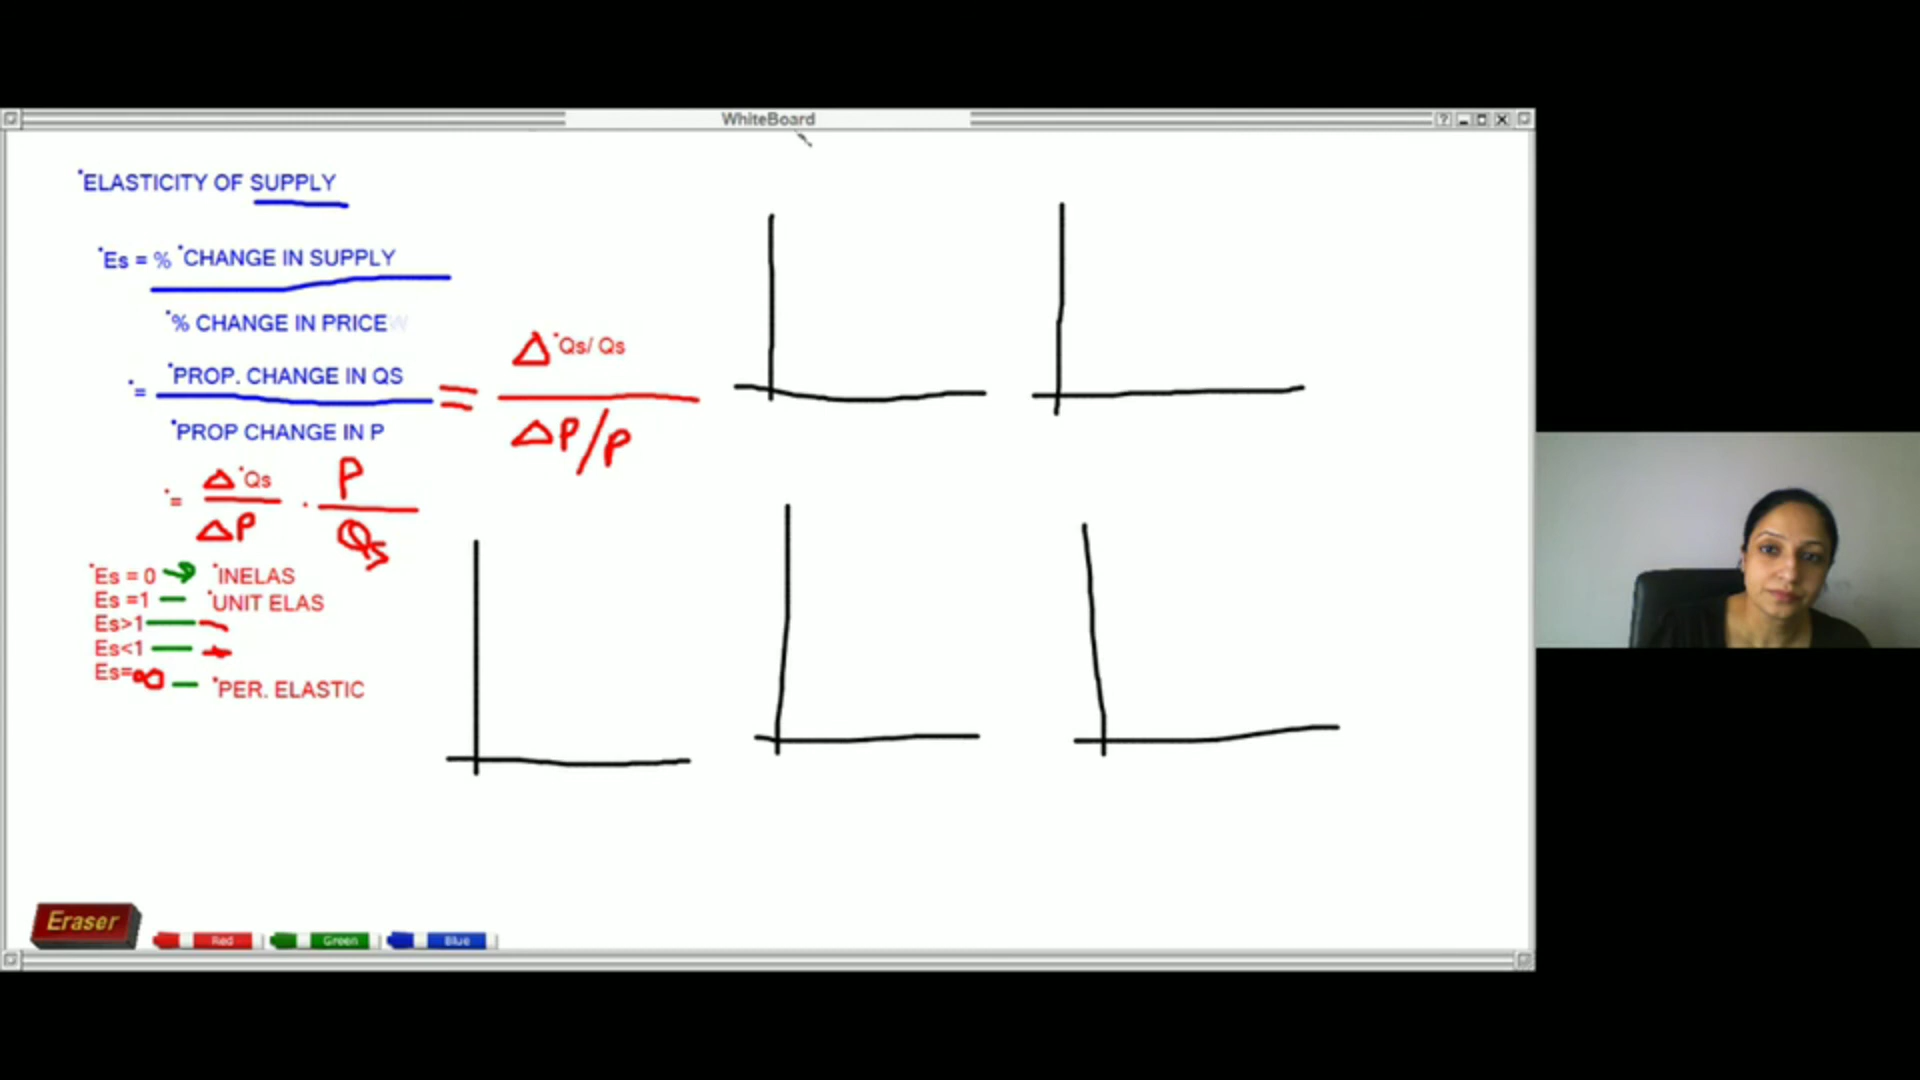 WhiteBoard
ELASTICITY OF SUPPLY
Es = % CHANGE IN SUPPLY
% CHANGE IN PRICE
= PROP. CHANGE IN QS = Δ Qs/ Qs
PROP CHANGE IN P ΔP/P
= Δ Qs . P
ΔP Qs
Es = 0 → INELAS
Es =1 — UNIT ELAS
Es>1
Es<1
Es=∞ — PER. ELASTIC
Eraser
Red
Green
Blue